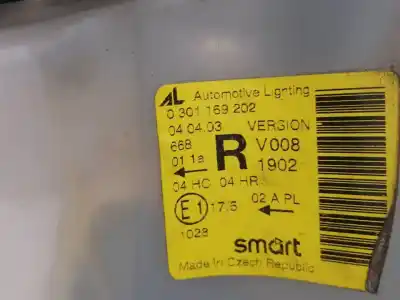 AL Automotive Lighting
0 301 169 202
04.04.03 VERSION
668 R V008
01 1a 1902
04 HC 04 HR
E1 17.5 02 A PL
1028
smart
Made in Czech Republic